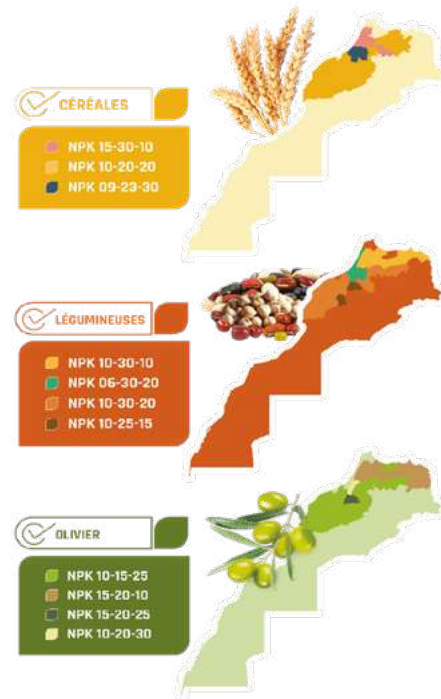 CÉRÉALES
NPK 15-30-10
NPK 10-20-20
NPK 09-23-30
LÉGUMINEUSES
NPK 10-30-10
NPK 06-30-20
NPK 10-30-20
NPK 10-25-15
OLIVIER
NPK 10-15-25
NPK 15-20-10
NPK 15-20-25
NPK 10-20-30